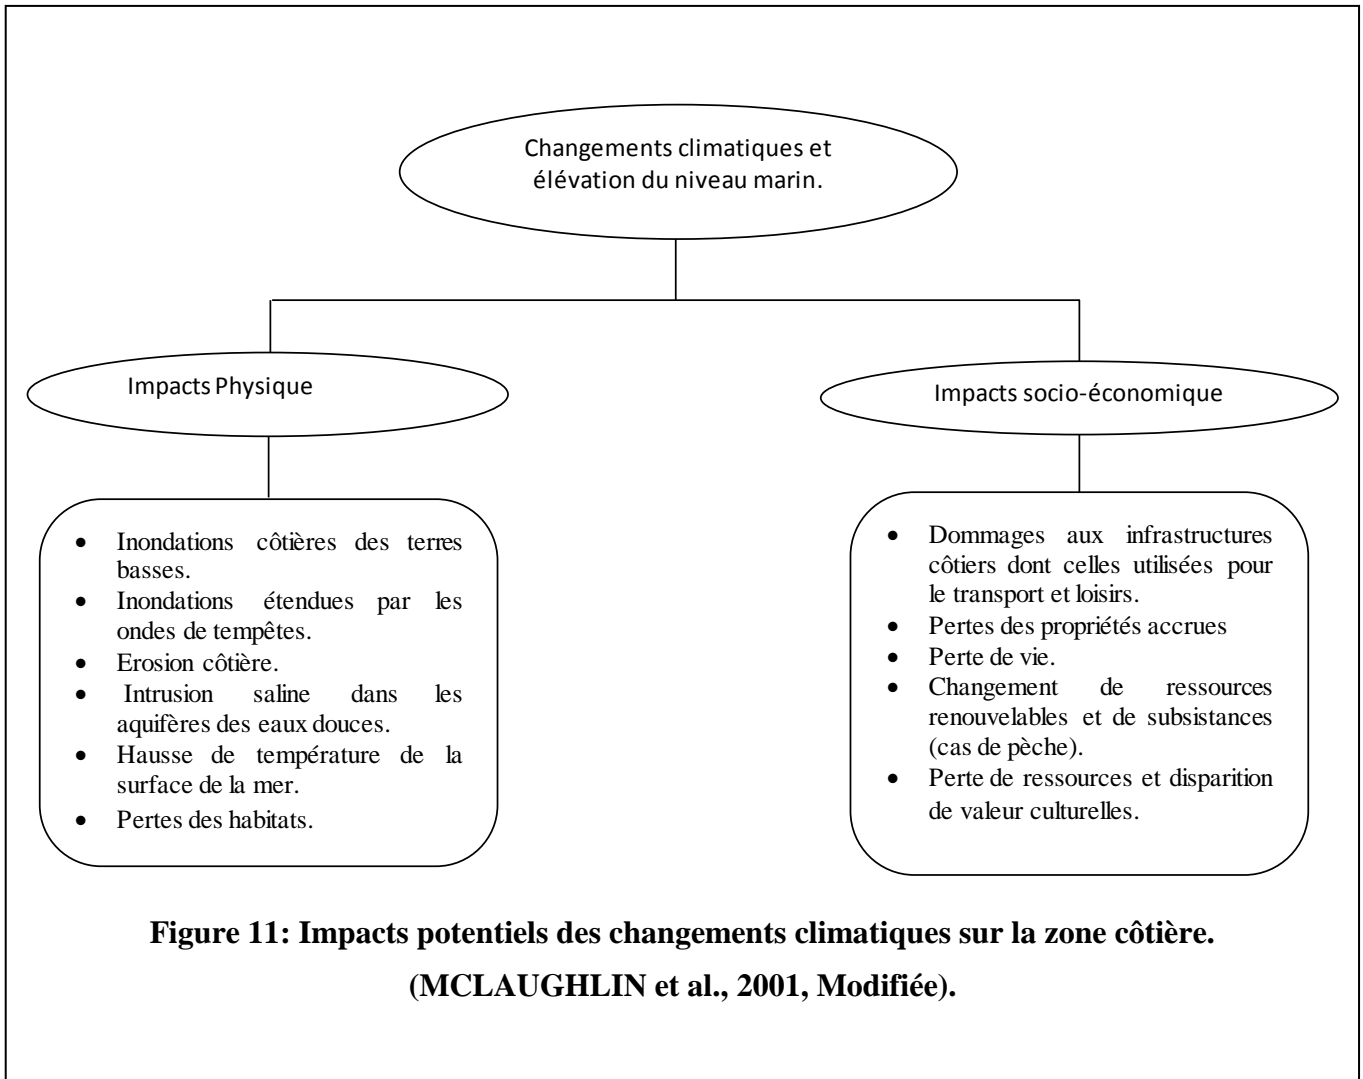 Changements climatiques et
élévation du niveau marin.
Impacts Physique
Impacts socio-économique
• Inondations côtières des terres
basses.
• Inondations étendues par les
ondes de tempêtes.
• Erosion côtière.
• Intrusion saline dans les
aquifères des eaux douces.
• Hausse de température de la
surface de la mer.
• Pertes des habitats.
• Dommages aux infrastructures
côtiers dont celles utilisées pour
le transport et loisirs.
• Pertes des propriétés accrues
• Perte de vie.
• Changement de ressources
renouvelables et de subsistances
(cas de pèche).
• Perte de ressources et disparition
de valeur culturelles.
Figure 11: Impacts potentiels des changements climatiques sur la zone côtière.
(MCLAUGHLIN et al., 2001, Modifiée).